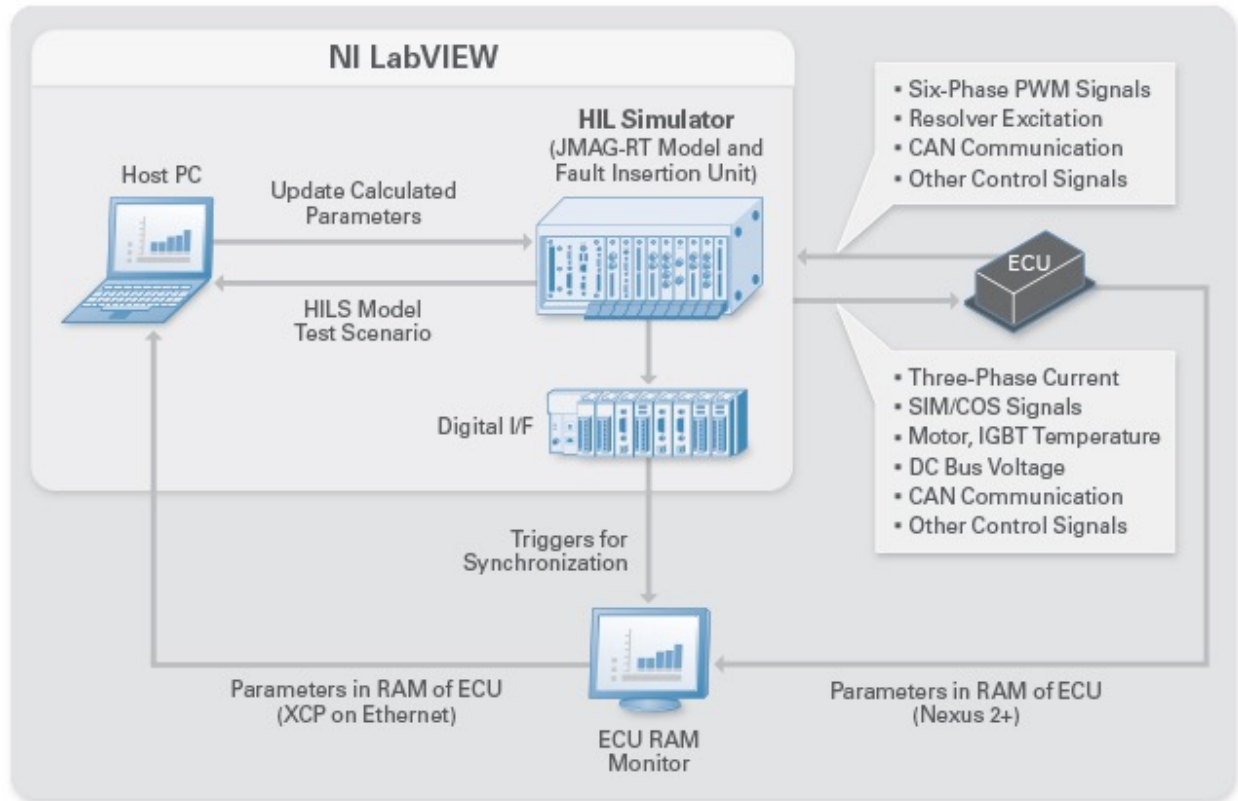 NI LabVIEW
HIL Simulator
(JMAG-RT Model and
Fault Insertion Unit)
Host PC
Update Calculated
Parameters
HILS Model
Test Scenario
Digital I/F
▪ Six-Phase PWM Signals
▪ Resolver Excitation
▪ CAN Communication
▪ Other Control Signals
ECU
▪ Three-Phase Current
▪ SIM/COS Signals
▪ Motor, IGBT Temperature
▪ DC Bus Voltage
▪ CAN Communication
▪ Other Control Signals
Triggers for
Synchronization
Parameters in RAM of ECU
(XCP on Ethernet)
Parameters in RAM of ECU
(Nexus 2+)
ECU RAM
Monitor